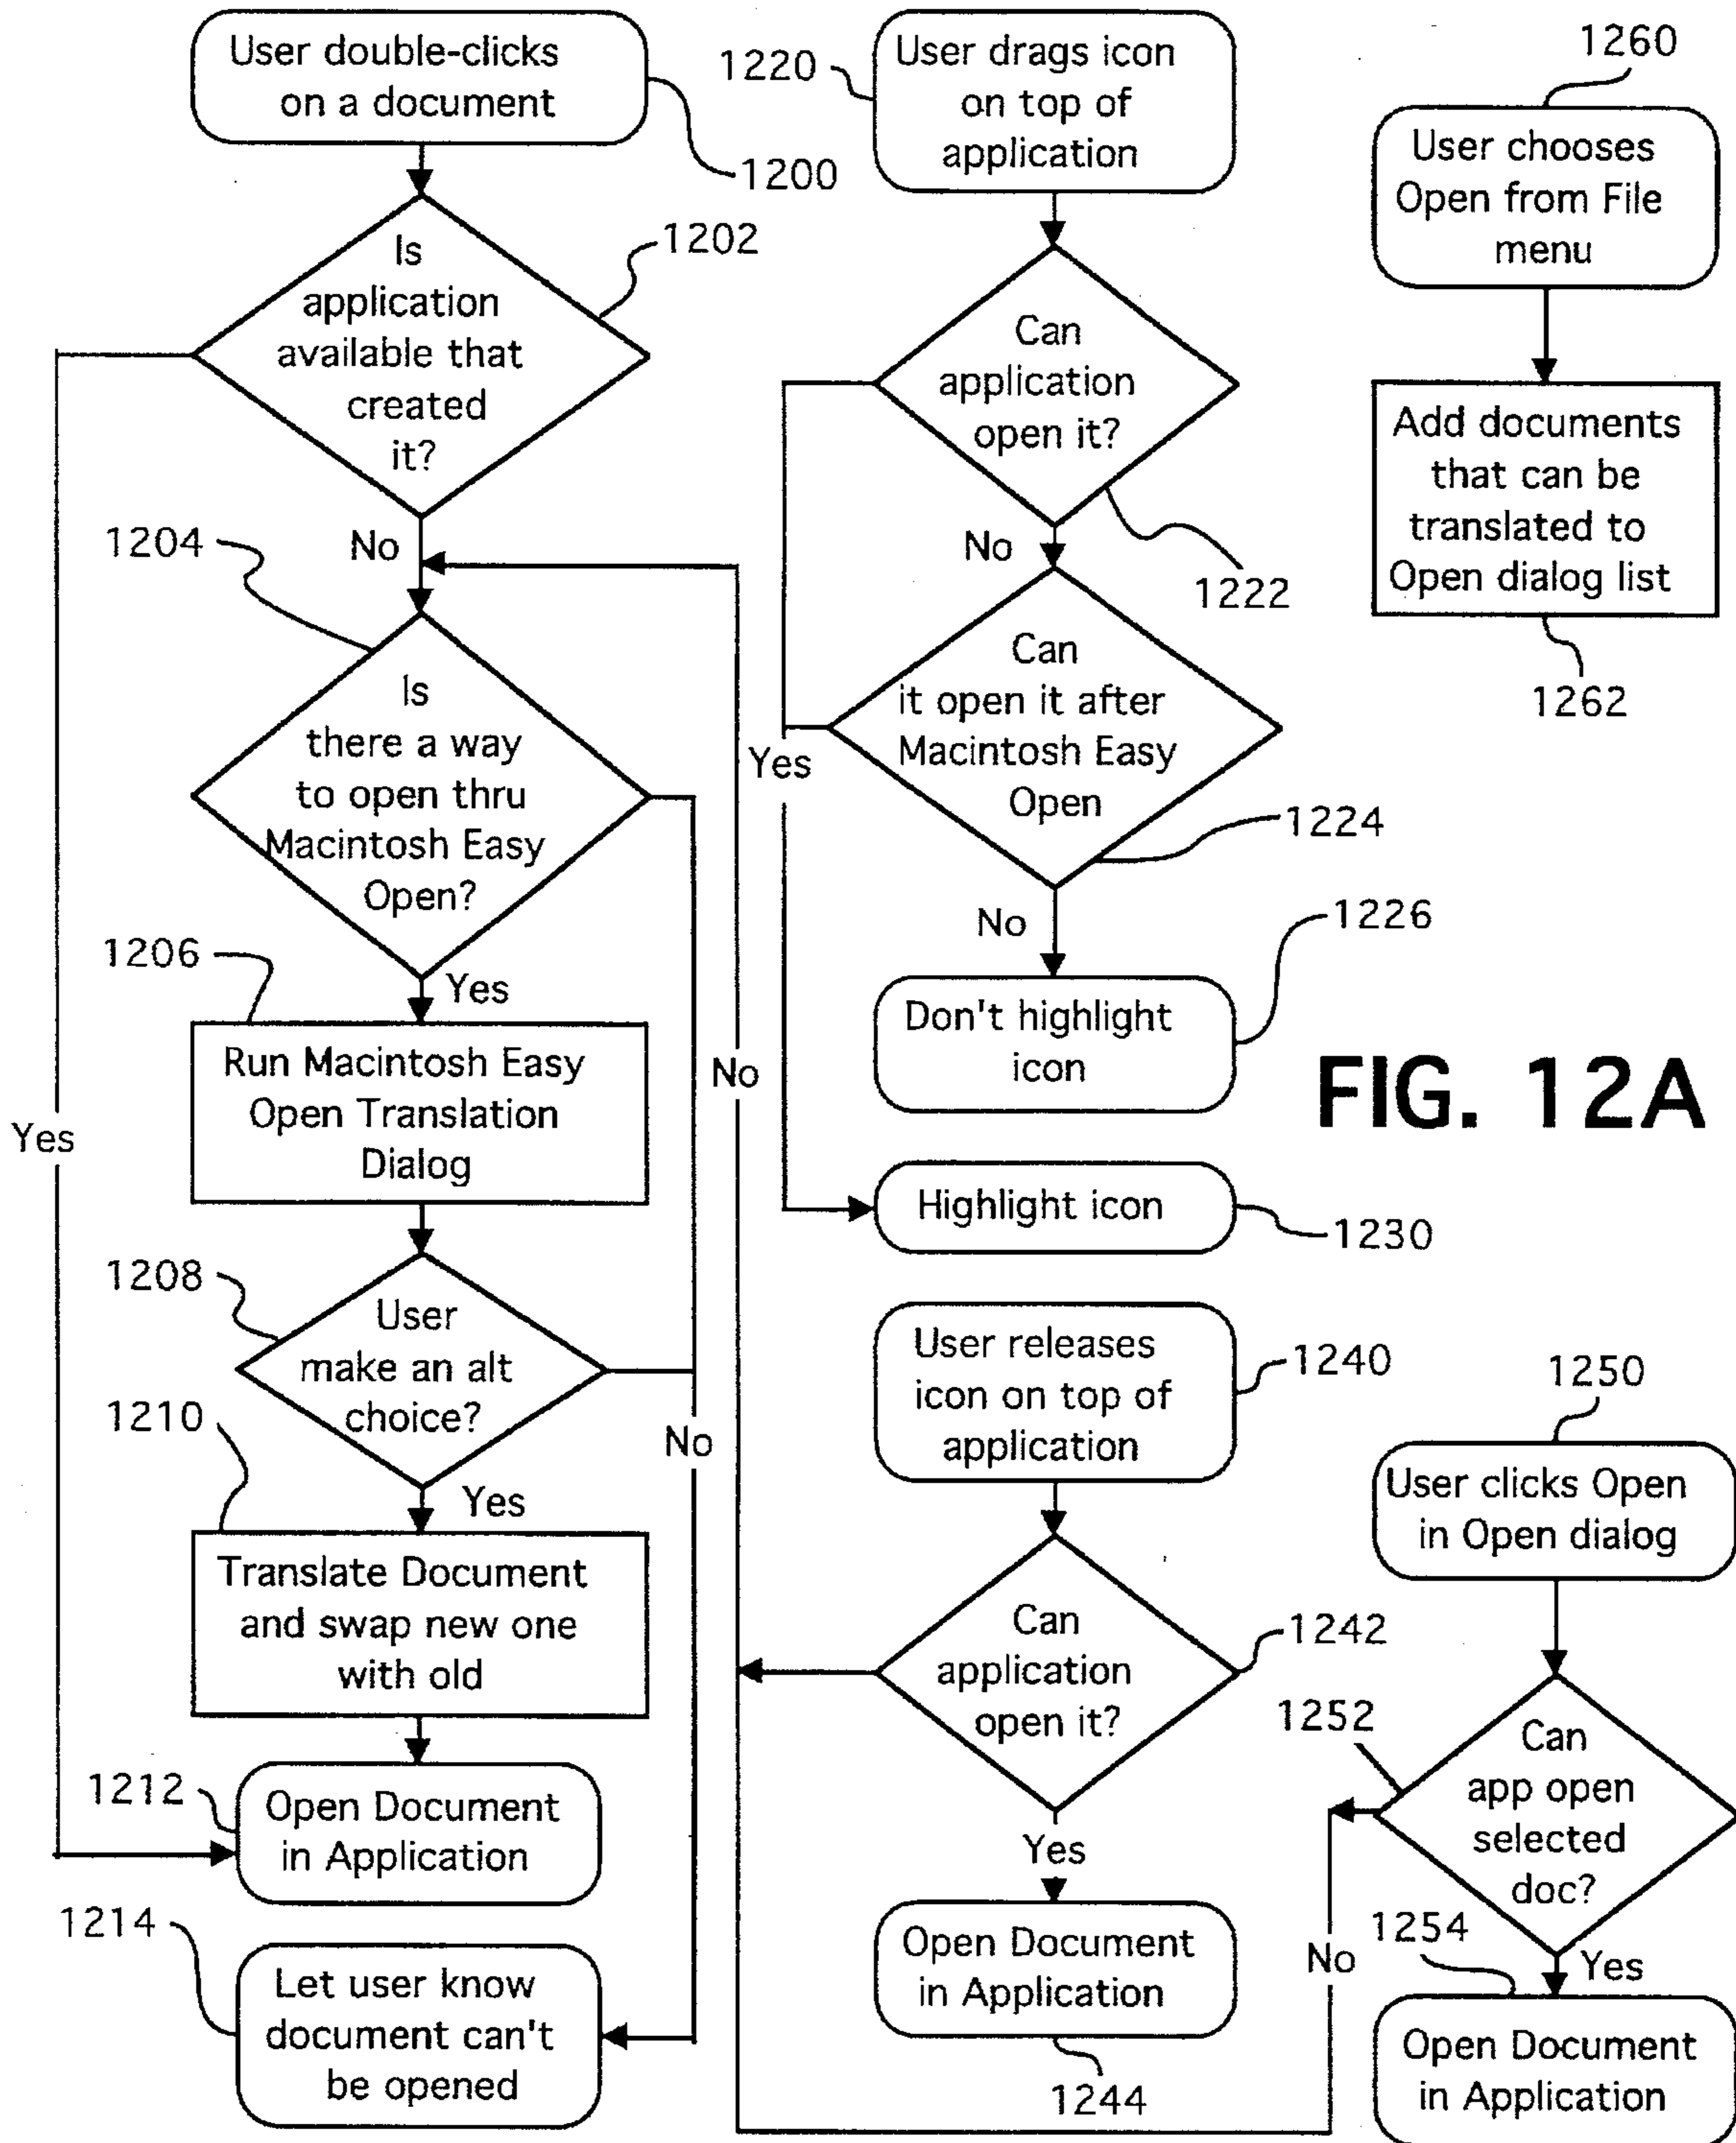 User double-clicks
on a document
1200
Is
application
available that
created
it?
1202
No
Yes
1204
Is
there a way
to open thru
Macintosh Easy
Open?
Yes
1206
Run Macintosh Easy
Open Translation
Dialog
1208
User
make an alt
choice?
No
Yes
1210
Translate Document
and swap new one
with old
1212
Open Document
in Application
1214
Let user know
document can't
be opened
1220
User drags icon
on top of
application
Can
application
open it?
1222
No
Can
it open it after
Macintosh Easy
Open
1224
Yes
No
1226
Don't highlight
icon
Highlight icon
1230
User releases
icon on top of
application
1240
Can
application
open it?
1242
No
Yes
Open Document
in Application
1244
1260
User chooses
Open from File
menu
Add documents
that can be
translated to
Open dialog list
1262
FIG. 12A
1250
User clicks Open
in Open dialog
1252
Can
app open
selected
doc?
No
1254
Yes
Open Document
in Application